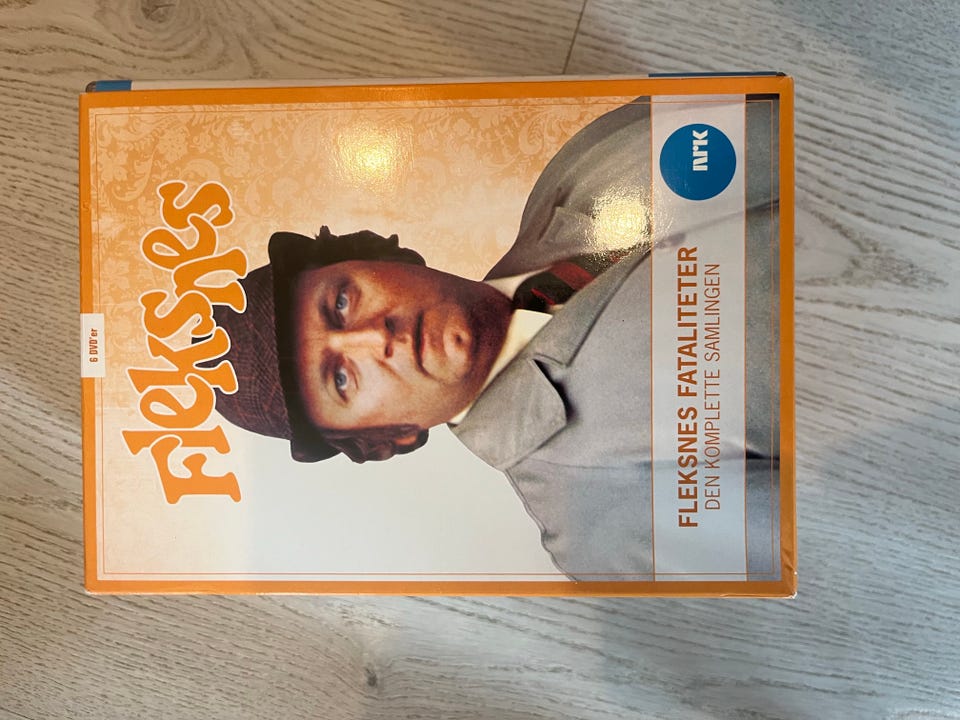 6 DVD'er
Fleksnes
NRK
FLEKSNES FATALITETER
DEN KOMPLETTE SAMLINGEN